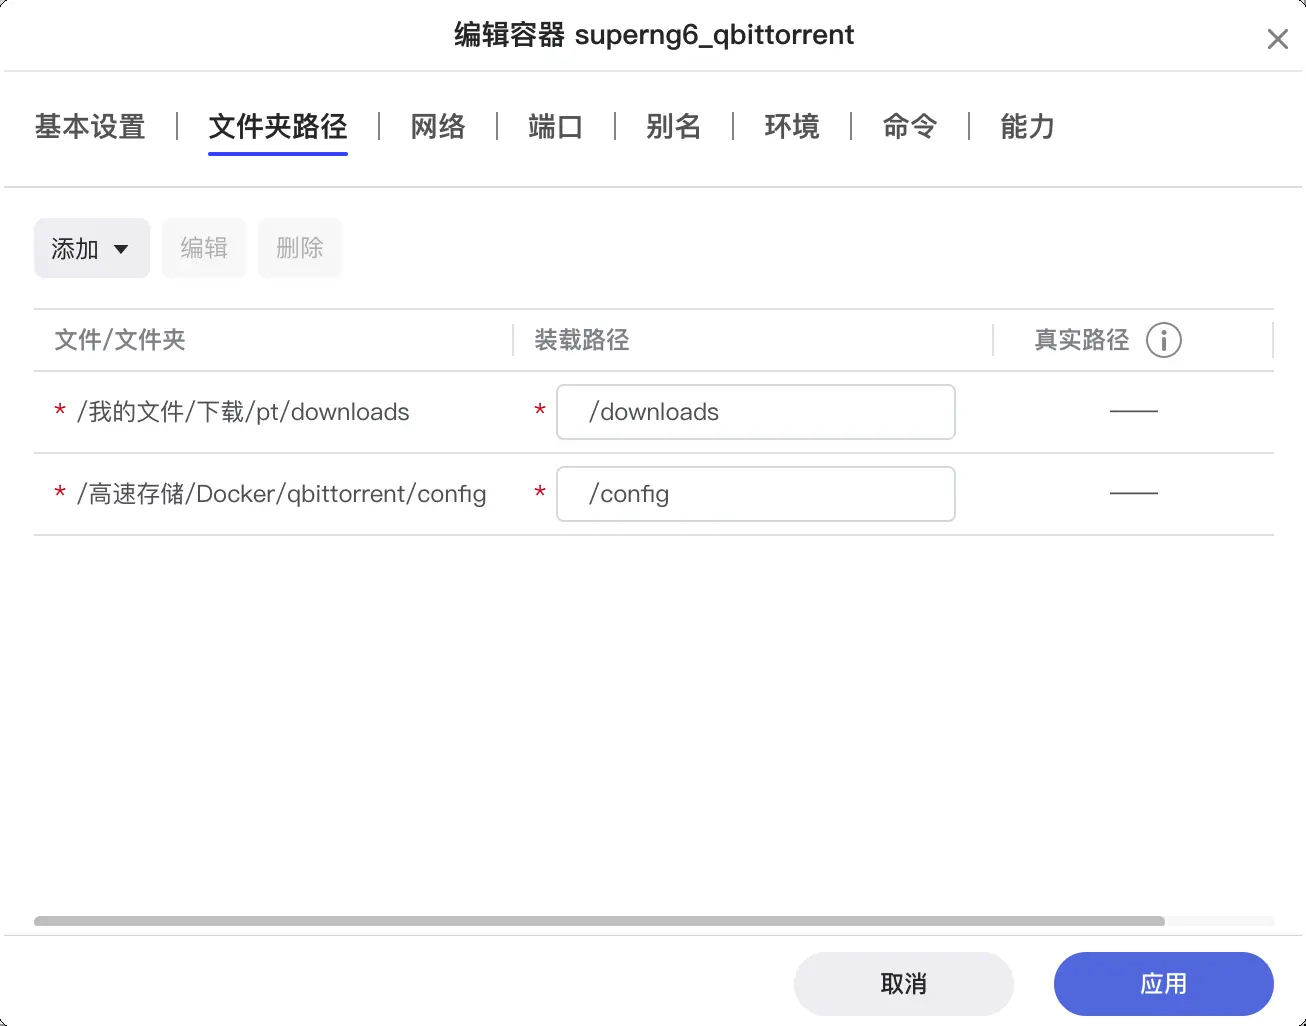 编辑容器 superng6_qbittorrent
基本设置 | 文件夹路径 | 网络 | 端口 | 别名 | 环境 | 命令 | 能力
添加 编辑 删除
文件/文件夹 装载路径 真实路径
* /我的文件/下载/pt/downloads * /downloads
* /高速存储/Docker/qbittorrent/config * /config
取消 应用